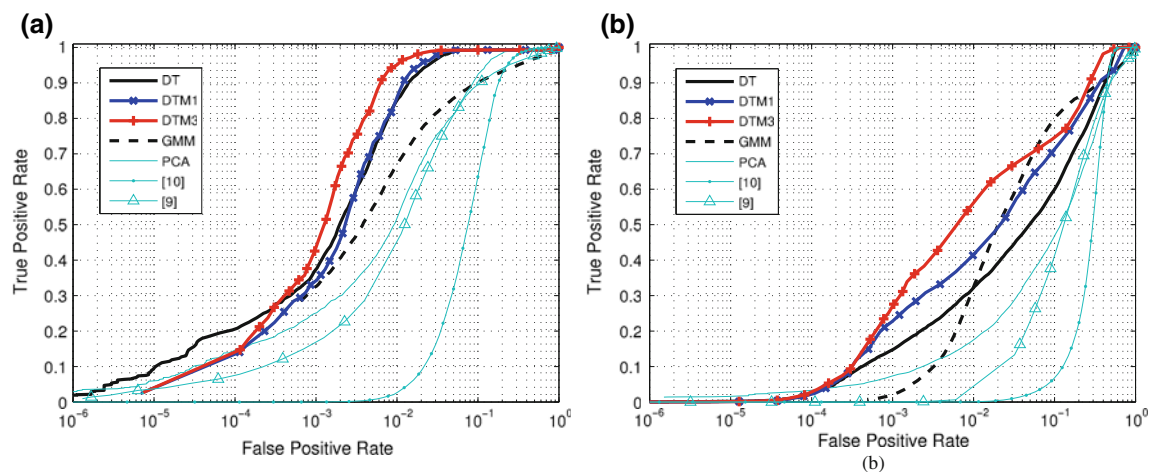 (a)
True Positive Rate
1
0.9
0.8
0.7
0.6
0.5
0.4
0.3
0.2
0.1
0
DT
DTM1
DTM3
GMM
PCA
[10]
[9]
10^-6
10^-5
10^-4
10^-3
10^-2
10^-1
10^0
False Positive Rate
(b)
True Positive Rate
1
0.9
0.8
0.7
0.6
0.5
0.4
0.3
0.2
0.1
0
DT
DTM1
DTM3
GMM
PCA
[10]
[9]
10^-6
10^-5
10^-4
10^-3
10^-2
10^-1
10^0
False Positive Rate
(b)